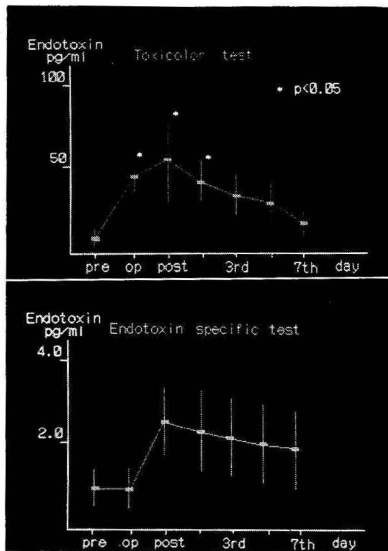 Endotoxin
pg/ml Toxicolor test
100
* p<0.05
*
* *
50
pre op post 3rd 7th day
Endotoxin
pg/ml Endotoxin specific test
4.0
2.0
pre op post 3rd 7th day